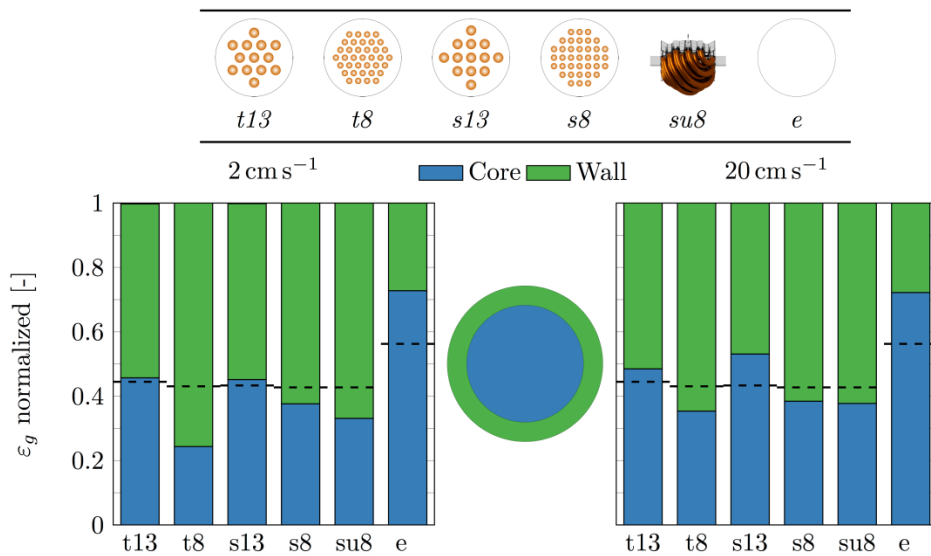 t13 t8 s13 s8 su8 e
2 cm s⁻¹ Core Wall 20 cm s⁻¹
ε_g normalized [-]
1
0.8
0.6
0.4
0.2
0
t13 t8 s13 s8 su8 e
t13 t8 s13 s8 su8 e